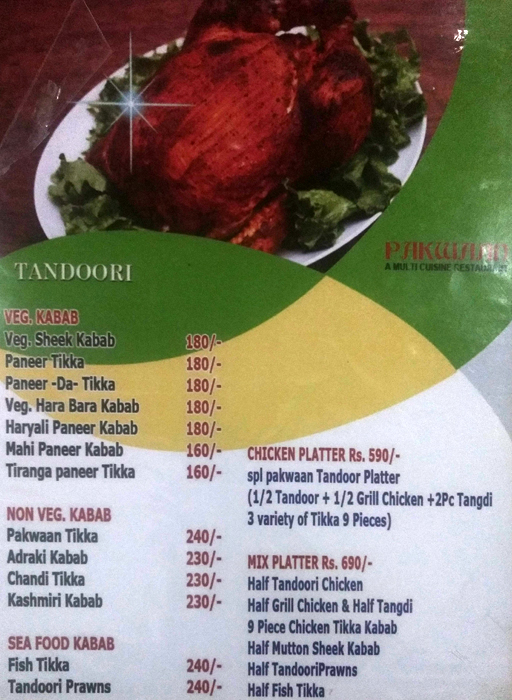 PAKWAAN
A MULTI CUISINE RESTAURANT
TANDOORI
VEG. KABAB
Veg. Sheek Kabab 180/-
Paneer Tikka 180/-
Paneer -Da- Tikka 180/-
Veg. Hara Bara Kabab 180/-
Haryali Paneer Kabab 180/-
Mahi Paneer Kabab 160/-
Tiranga paneer Tikka 160/-
NON VEG. KABAB
Pakwaan Tikka 240/-
Adraki Kabab 230/-
Chandi Tikka 230/-
Kashmiri Kabab 230/-
SEA FOOD KABAB
Fish Tikka 240/-
Tandoori Prawns 240/-
CHICKEN PLATTER Rs. 590/-
spl pakwaan Tandoor Platter
(1/2 Tandoor + 1/2 Grill Chicken +2Pc Tangdi
3 variety of Tikka 9 Pieces)
MIX PLATTER Rs. 690/-
Half Tandoori Chicken
Half Grill Chicken & Half Tangdi
9 Piece Chicken Tikka Kabab
Half Mutton Sheek Kabab
Half TandooriPrawns
Half Fish Tikka